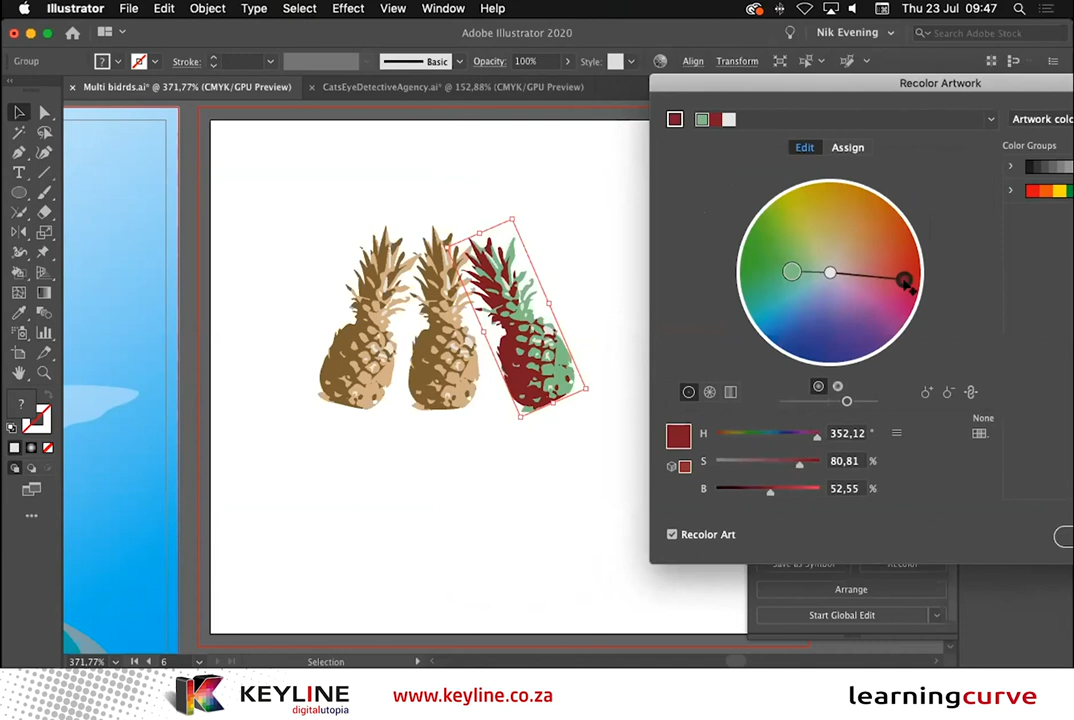 Illustrator File Edit Object Type Select Effect View Window Help Thu 23 Jul 09:47
Adobe Illustrator 2020 Nik Evening Search Adobe Stock
Group ? Stroke: Basic Opacity: 100% Style: Align Transform
Multi bidrds.ai* @ 371,77% (CMYK/GPU Preview) CatsEyeDetectiveAgency.ai* @ 152,88% (CMYK/GPU Preview)
Recolor Artwork
Artwork colo
Edit Assign
Color Groups
None
H 352,12 °
S 80,81 %
B 52,55 %
?
Recolor Art
Save as Symbol Recolor
Arrange
Start Global Edit
371,77% 6 Selection
KEYLINE
digitalutopia
www.keyline.co.za
learningcurve